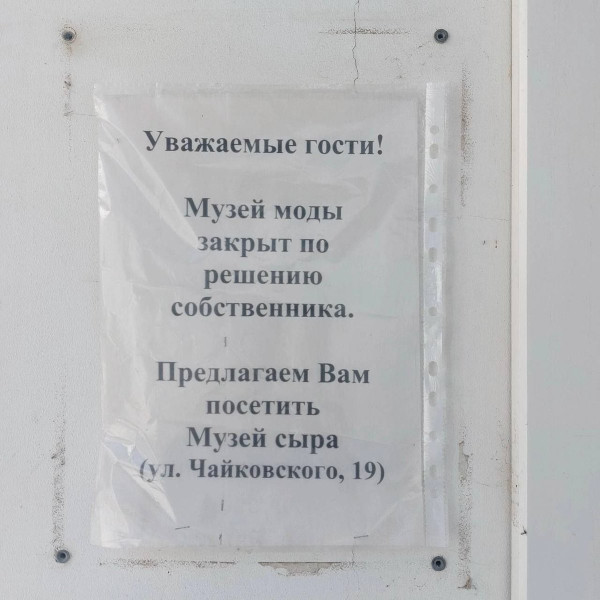 Уважаемые гости!
Музей моды
закрыт по
решению
собственника.
Предлагаем Вам
посетить
Музей сыра
(ул. Чайковского, 19)